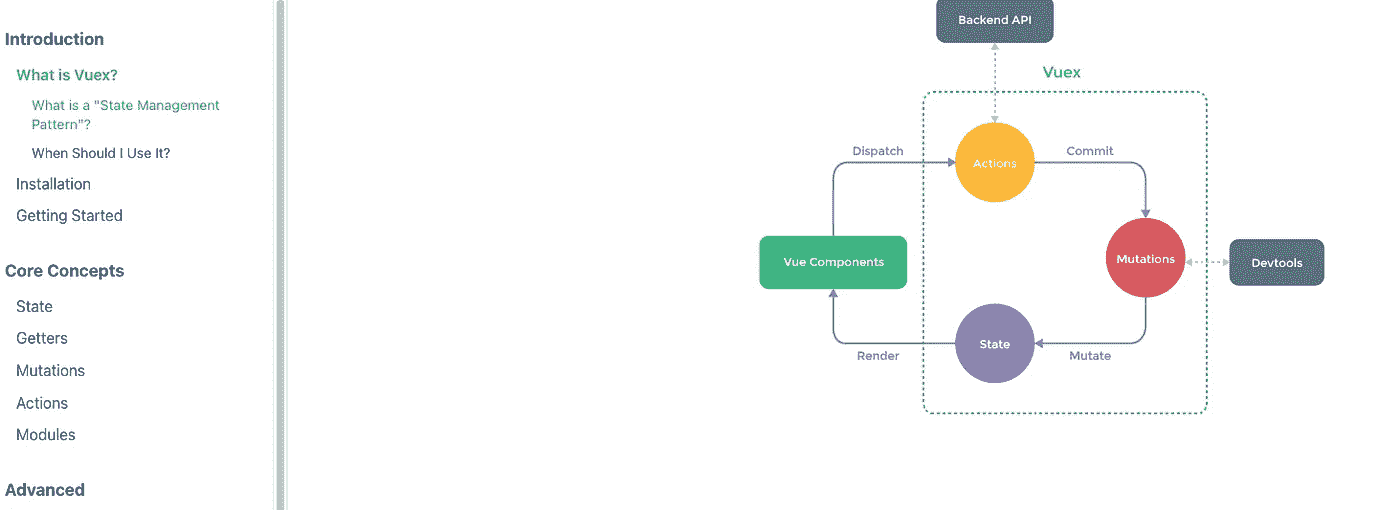 Introduction
What is Vuex?
What is a "State Management
Pattern"?
When Should I Use It?
Installation
Getting Started
Core Concepts
State
Getters
Mutations
Actions
Modules
Advanced
Backend API
Vuex
Dispatch
Actions
Commit
Vue Components
Mutations
Devtools
State
Render
Mutate